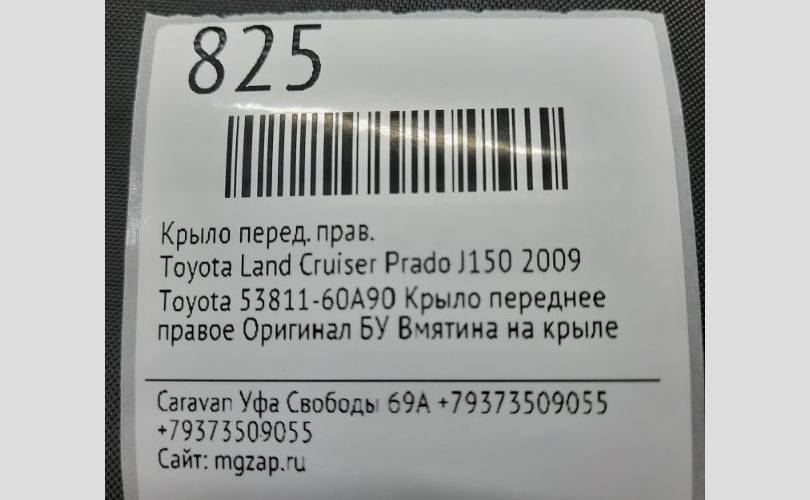 825
Крыло перед. прав.
Toyota Land Cruiser Prado J150 2009
Toyota 53811-60A90 Крыло переднее
правое Оригинал БУ Вмятина на крыле
Caravan Уфа Свободы 69А +79373509055
+79373509055
Сайт: mgzap.ru